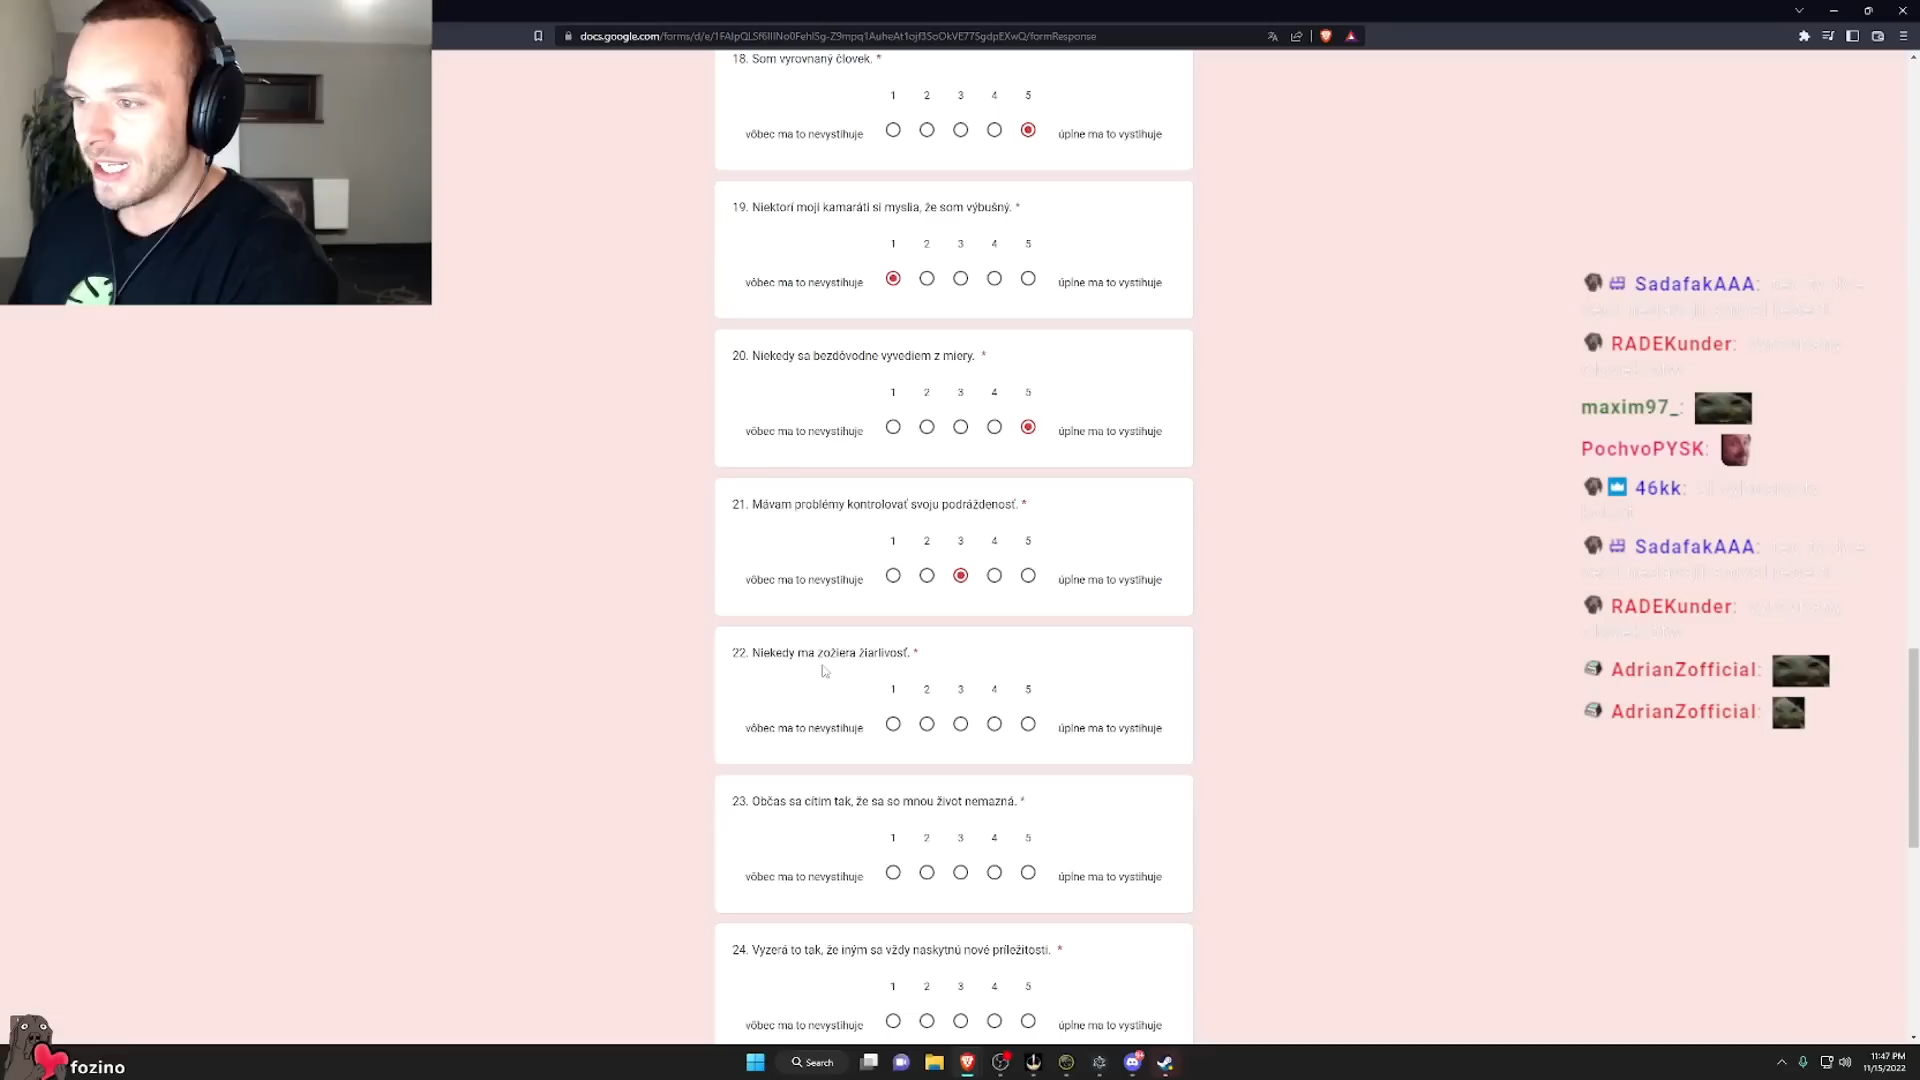 docs.google.com/forms/d/e/1FAIpQLSf6IIINo0FehISg-Z9mpq1AuheAt1ojf3SoOkVE77SgdpEXwQ/formResponse
18. Som vyrovnaný človek. *
1 2 3 4 5
vôbec ma to nevystihuje úplne ma to vystihuje
19. Niektorí moji kamaráti si myslia, že som výbušný. *
1 2 3 4 5
vôbec ma to nevystihuje úplne ma to vystihuje
20. Niekedy sa bezdôvodne vyvediem z miery. *
1 2 3 4 5
vôbec ma to nevystihuje úplne ma to vystihuje
21. Mávam problémy kontrolovať svoju podráždenosť. *
1 2 3 4 5
vôbec ma to nevystihuje úplne ma to vystihuje
22. Niekedy ma zožiera žiarlivosť. *
1 2 3 4 5
vôbec ma to nevystihuje úplne ma to vystihuje
23. Občas sa cítim tak, že sa so mnou život nemazná. *
1 2 3 4 5
vôbec ma to nevystihuje úplne ma to vystihuje
24. Vyzerá to tak, že iným sa vždy naskytnú nové príležitosti. *
1 2 3 4 5
vôbec ma to nevystihuje úplne ma to vystihuje
SadafakAAA:
RADEKunder:
maxim97_:
PochvoPYSK:
46kk:
SadafakAAA:
RADEKunder:
AdrianZofficial:
AdrianZofficial:
fozino
Search
11:47 PM
11/15/2022